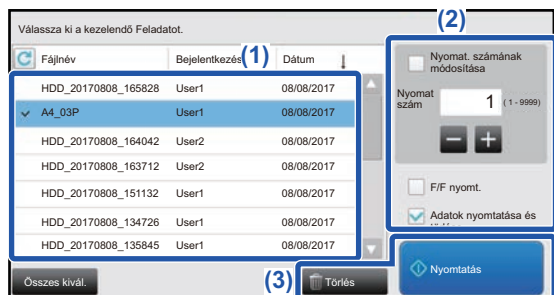 Válassza ki a kezelendő Feladatot.
(2)
Fájlnév Bejelentkezés (1) Dátum
HDD_20170808_165828 User1 08/08/2017
A4_03P User1 08/08/2017
HDD_20170808_164042 User2 08/08/2017
HDD_20170808_163712 User2 08/08/2017
HDD_20170808_151132 User1 08/08/2017
HDD_20170808_134726 User1 08/08/2017
HDD_20170808_135845 User1 08/08/2017
Nyomat. számának
módosítása
Nyomat
szám
1 (1 - 9999)
F/F nyomt.
Adatok nyomtatása és
Összes kivál.
(3)
Törlés
Nyomtatás